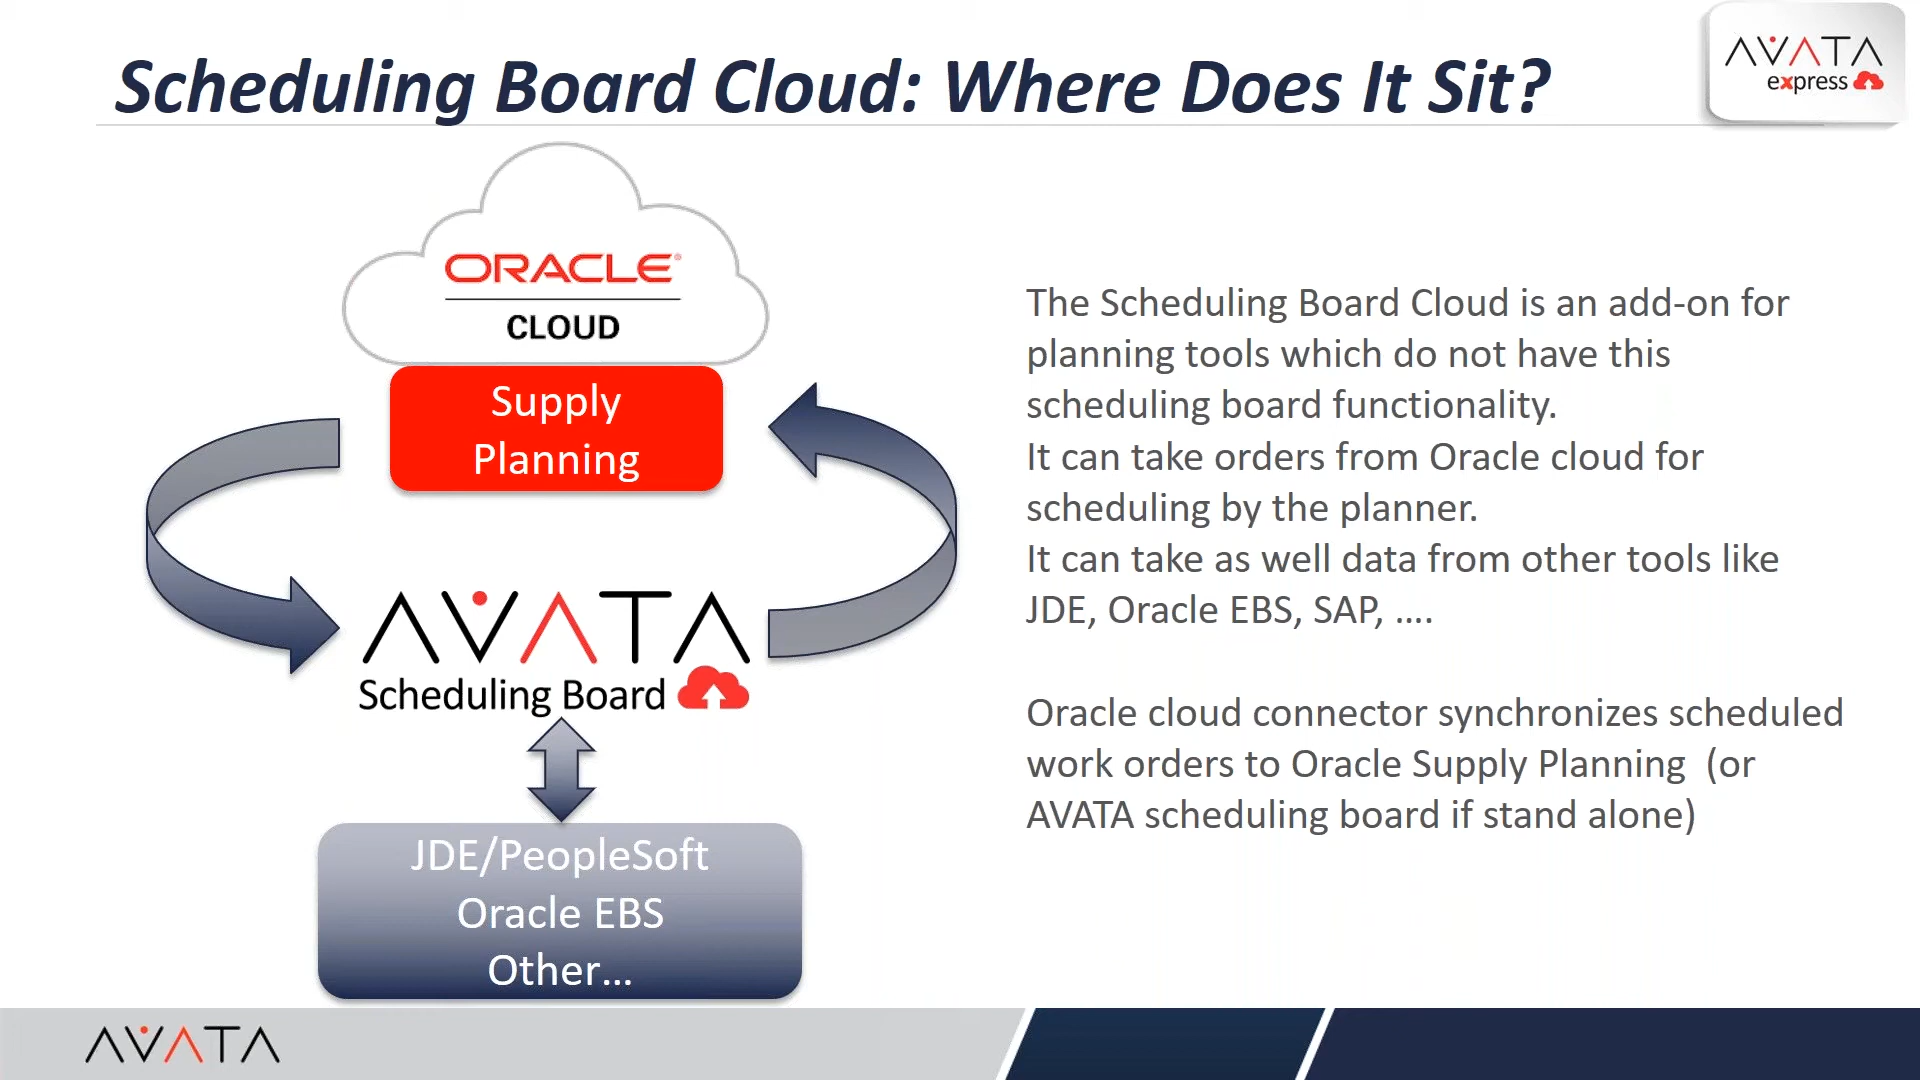 Scheduling Board Cloud: Where Does It Sit?
AVATA
express
ORACLE®
CLOUD
Supply
Planning
AVATA
Scheduling Board
JDE/PeopleSoft
Oracle EBS
Other...
The Scheduling Board Cloud is an add-on for
planning tools which do not have this
scheduling board functionality.
It can take orders from Oracle cloud for
scheduling by the planner.
It can take as well data from other tools like
JDE, Oracle EBS, SAP, ....
Oracle cloud connector synchronizes scheduled
work orders to Oracle Supply Planning  (or
AVATA scheduling board if stand alone)
AVATA